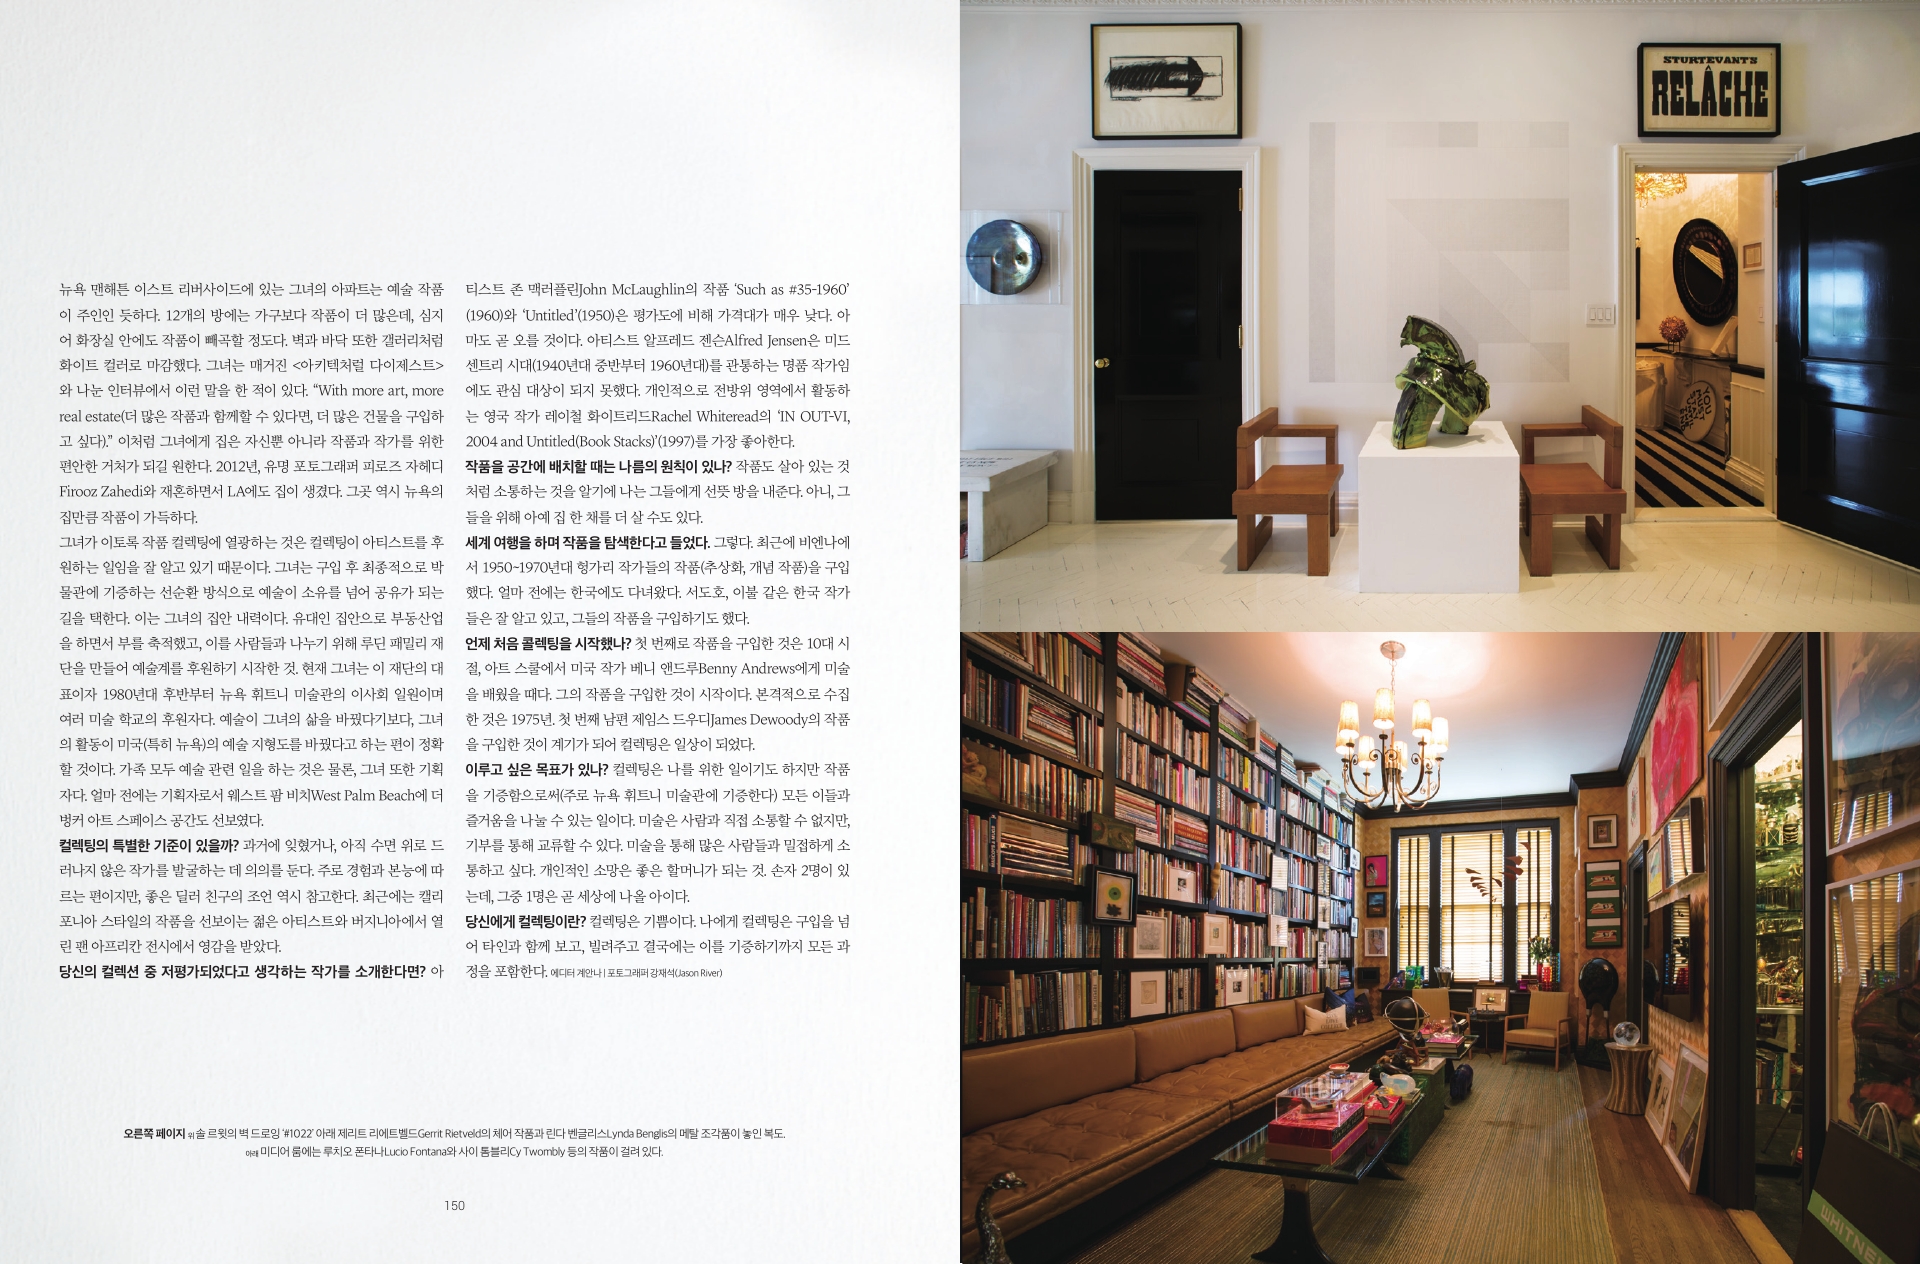 뉴욕 맨해튼 이스트 리버사이드에 있는 그녀의 아파트는 예술 작품
이 주인인 듯하다. 12개의 방에는 가구보다 작품이 더 많은데, 심지
어 화장실 안에도 작품이 빼곡할 정도다. 벽과 바닥 또한 갤러리처럼
화이트 컬러로 마감했다. 그녀는 매거진 <아키텍처럴 다이제스트>
와 나눈 인터뷰에서 이런 말을 한 적이 있다. “With more art, more
real estate(더 많은 작품과 함께할 수 있다면, 더 많은 건물을 구입하
고 싶다).” 이처럼 그녀에게 집은 자신뿐 아니라 작품과 작가를 위한
편안한 거처가 되길 원한다. 2012년, 유명 포토그래퍼 피로즈 자헤디
Firooz Zahedi와 재혼하면서 LA에도 집이 생겼다. 그곳 역시 뉴욕의
집만큼 작품이 가득하다.
그녀가 이토록 작품 컬렉팅에 열광하는 것은 컬렉팅이 아티스트를 후
원하는 일임을 잘 알고 있기 때문이다. 그녀는 구입 후 최종적으로 박
물관에 기증하는 선순환 방식으로 예술이 소유를 넘어 공유가 되는
길을 택한다. 이는 그녀의 집안 내력이다. 유대인 집안으로 부동산업
을 하면서 부를 축적했고, 이를 사람들과 나누기 위해 루딘 패밀리 재
단을 만들어 예술계를 후원하기 시작한 것. 현재 그녀는 이 재단의 대
표이자 1980년대 후반부터 뉴욕 휘트니 미술관의 이사회 일원이며
여러 미술 학교의 후원자다. 예술이 그녀의 삶을 바꿨다기보다, 그녀
의 활동이 미국(특히 뉴욕)의 예술 지형도를 바꿨다고 하는 편이 정확
할 것이다. 가족 모두 예술 관련 일을 하는 것은 물론, 그녀 또한 기획
자다. 얼마 전에는 기획자로서 웨스트 팜 비치West Palm Beach에 더
벙커 아트 스페이스 공간도 선보였다.
컬렉팅의 특별한 기준이 있을까? 과거에 잊혔거나, 아직 수면 위로 드
러나지 않은 작가를 발굴하는 데 의의를 둔다. 주로 경험과 본능에 따
르는 편이지만, 좋은 딜러 친구의 조언 역시 참고한다. 최근에는 캘리
포니아 스타일의 작품을 선보이는 젊은 아티스트와 버지니아에서 열
린 팬 아프리칸 전시에서 영감을 받았다.
당신의 컬렉션 중 저평가되었다고 생각하는 작가를 소개한다면? 아
티스트 존 맥러플린John McLaughlin의 작품 ‘Such as #35-1960’
(1960)와 ‘Untitled’(1950)은 평가도에 비해 가격대가 매우 낮다. 아
마도 곧 오를 것이다. 아티스트 알프레드 젠슨Alfred Jensen은 미드
센트리 시대(1940년대 중반부터 1960년대)를 관통하는 명품 작가임
에도 관심 대상이 되지 못했다. 개인적으로 전방위 영역에서 활동하
는 영국 작가 레이철 화이트리드Rachel Whiteread의 ‘IN OUT-VI,
2004 and Untitled(Book Stacks)’(1997)를 가장 좋아한다.
작품을 공간에 배치할 때는 나름의 원칙이 있나? 작품도 살아 있는 것
처럼 소통하는 것을 알기에 나는 그들에게 선뜻 방을 내준다. 아니, 그
들을 위해 아예 집 한 채를 더 살 수도 있다.
세계 여행을 하며 작품을 탐색한다고 들었다. 그렇다. 최근에 비엔나에
서 1950~1970년대 헝가리 작가들의 작품(추상화, 개념 작품)을 구입
했다. 얼마 전에는 한국에도 다녀왔다. 서도호, 이불 같은 한국 작가
들은 잘 알고 있고, 그들의 작품을 구입하기도 했다.
언제 처음 콜렉팅을 시작했나? 첫 번째로 작품을 구입한 것은 10대 시
절, 아트 스쿨에서 미국 작가 베니 앤드루Benny Andrews에게 미술
을 배웠을 때다. 그의 작품을 구입한 것이 시작이다. 본격적으로 수집
한 것은 1975년. 첫 번째 남편 제임스 드우디James Dewoody의 작품
을 구입한 것이 계기가 되어 컬렉팅은 일상이 되었다.
이루고 싶은 목표가 있나? 컬렉팅은 나를 위한 일이기도 하지만 작품
을 기증함으로써(주로 뉴욕 휘트니 미술관에 기증한다) 모든 이들과
즐거움을 나눌 수 있는 일이다. 미술은 사람과 직접 소통할 수 없지만,
기부를 통해 교류할 수 있다. 미술을 통해 많은 사람들과 밀접하게 소
통하고 싶다. 개인적인 소망은 좋은 할머니가 되는 것. 손자 2명이 있
는데, 그중 1명은 곧 세상에 나올 아이다.
당신에게 컬렉팅이란? 컬렉팅은 기쁨이다. 나에게 컬렉팅은 구입을 넘
어 타인과 함께 보고, 빌려주고 결국에는 이를 기증하기까지 모든 과
정을 포함한다. 에디터 계안나 | 포토그래퍼 강재석(Jason River)
오른쪽 페이지 위 솔 르윗의 벽 드로잉 ‘#1022’ 아래 제리트 리에트벨드Gerrit Rietveld의 체어 작품과 린다 벤글리스Lynda Benglis의 메탈 조각품이 놓인 복도.
아래 미디어 룸에는 루치오 폰타나Lucio Fontana와 사이 톰블리Cy Twombly 등의 작품이 걸려 있다.
150
STURTEVANT'S
RELÂCHE
WHITNE